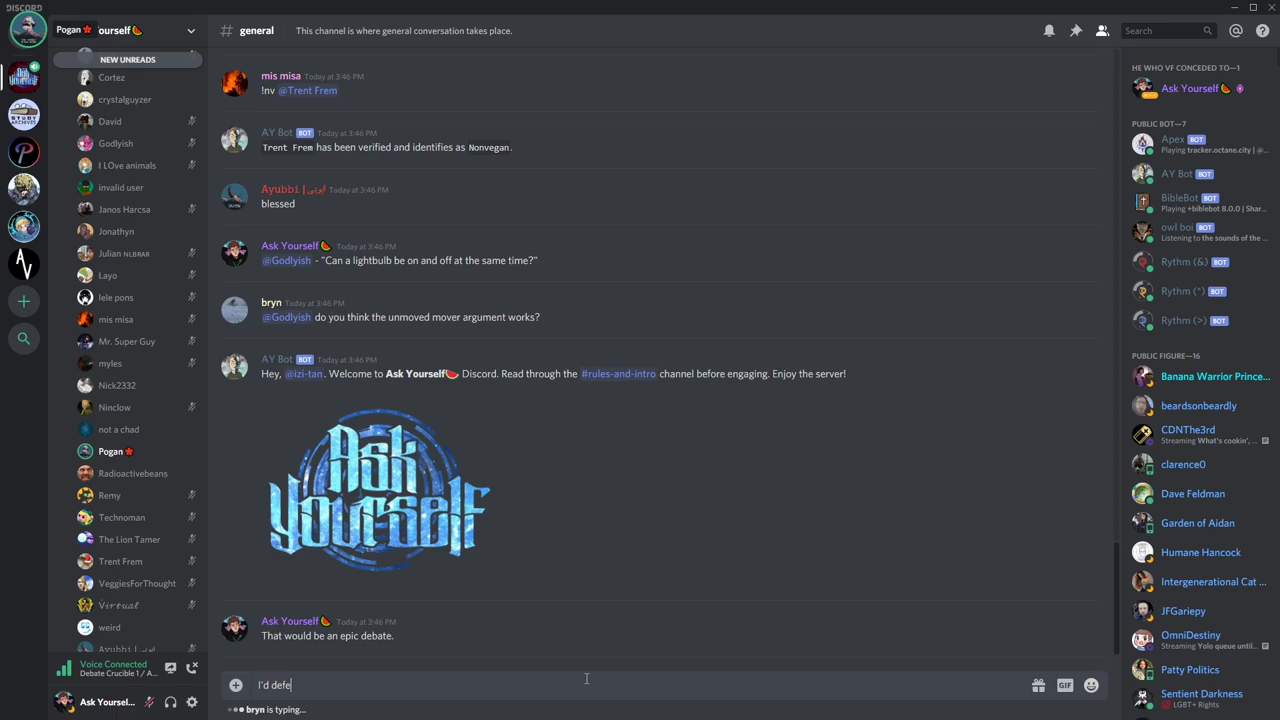 DISCORD
Pogan🌺 ourself🍉
# general This channel is where general conversation takes place.
Search
NEW UNREADS
Cortez
crystalguyzer
David
Godlyish
I LOve animals
invalid user
Janos Harcsa
Jonathyn
Julian NLBRAR
Layo
lele pons
mis misa
Mr. Super Guy
myles
Nick2332
Ninclow
not a chad
Pogan🌺
Radioactivebeans
Remy
Technoman
The Lion Tamer
Trent Frem
VeggiesForThought
Virtual
weird
Voice Connected
Debate Crucible 1 / A...
Ask Yoursel...
mis misa Today at 3:46 PM
!nv @Trent Frem
AY Bot BOT Today at 3:46 PM
Trent Frem has been verified and identifies as Nonvegan.
Ayubbi | ایوبی Today at 3:46 PM
blessed
Ask Yourself🍉 Today at 3:46 PM
@Godlyish - "Can a lightbulb be on and off at the same time?"
bryn Today at 3:46 PM
@Godlyish do you think the unmoved mover argument works?
AY Bot BOT Today at 3:46 PM
Hey, @izi-tan. Welcome to Ask Yourself🍉 Discord. Read through the #rules-and-intro channel before engaging. Enjoy the server!
Ask
Yourself
Ask Yourself🍉 Today at 3:46 PM
That would be an epic debate.
I'd defe
GIF
bryn is typing...
HE WHO VF CONCEDED TO—1
Ask Yourself🍉
PUBLIC BOT—7
Apex BOT
Playing tracker.octane.city | @...
AY Bot BOT
BibleBot BOT
Playing +biblebot 8.0.0 | Shar...
owl boi BOT
Listening to the sounds of the ...
Rythm (&) BOT
Rythm (*) BOT
Rythm (>) BOT
PUBLIC FIGURE—16
Banana Warrior Prince...
beardsonbeardly
CDNThe3rd
Streaming What's cookin', ...
clarence0
Dave Feldman
Garden of Aidan
Humane Hancock
Intergenerational Cat ...
JFGariepy
OmniDestiny
Streaming Yolo queue until...
Patty Politics
Sentient Darkness
LGBT+ Rights